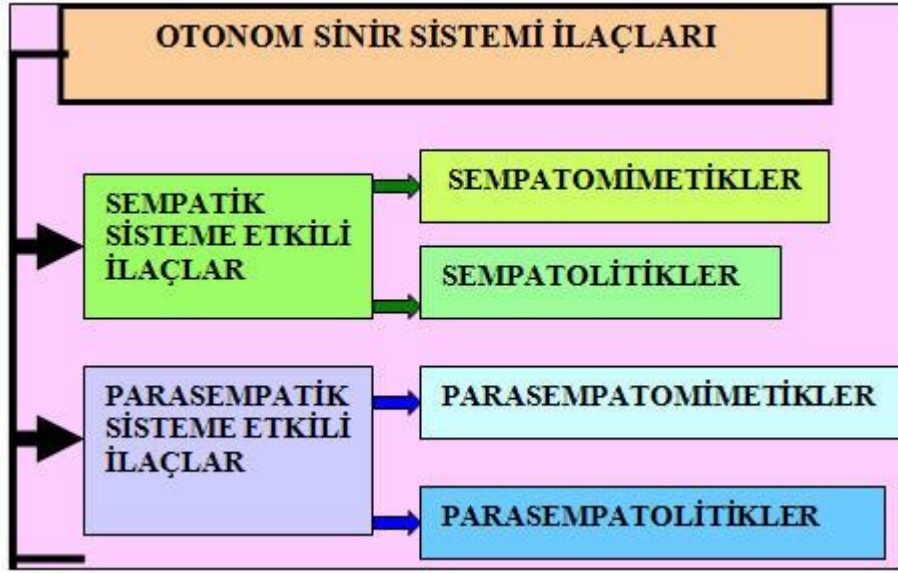 OTONOM SİNİR SİSTEMİ İLAÇLARI
SEMPATİK
SİSTEME ETKİLİ
İLAÇLAR
SEMPATOMİMETİKLER
SEMPATOLİTİKLER
PARASEMPATİK
SİSTEME ETKİLİ
İLAÇLAR
PARASEMPATOMİMETİKLER
PARASEMPATOLİTİKLER